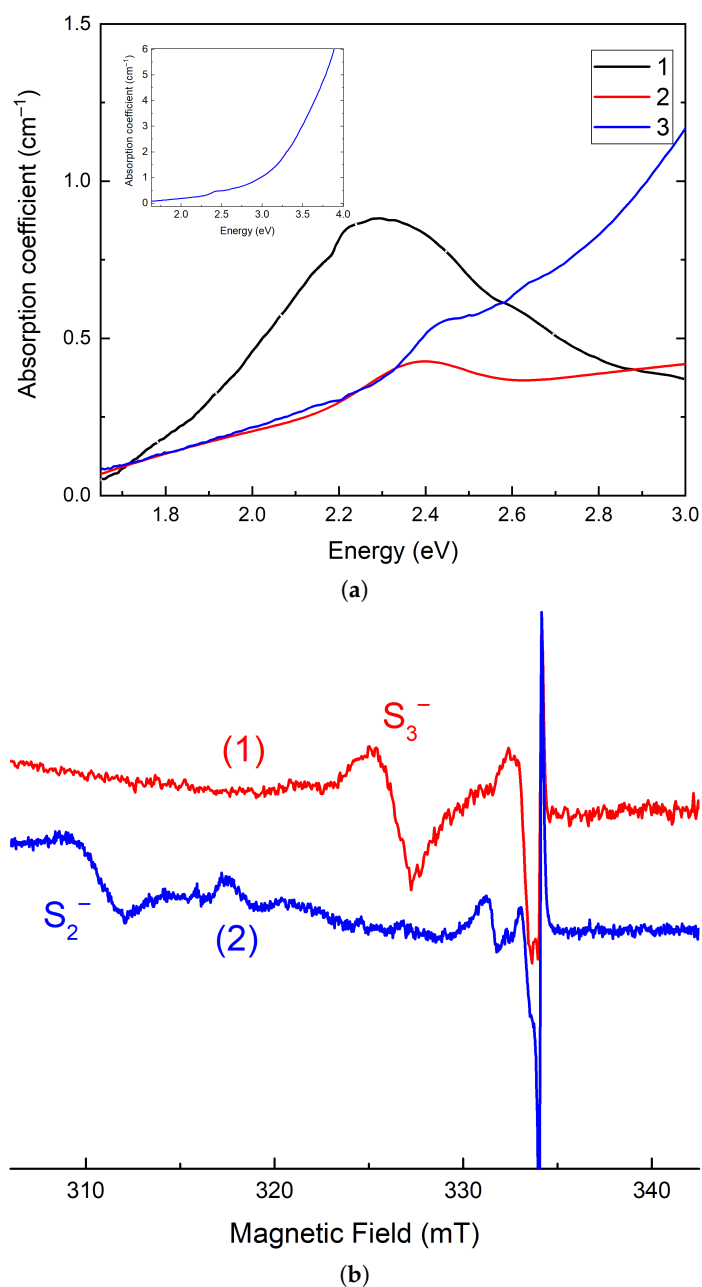 1.5
1.0
0.5
0.0
Absorption coefficient (cm⁻¹)
1.8 2.0 2.2 2.4 2.6 2.8 3.0
Energy (eV)
6
5
4
3
2
1
0
Absorption coefficient (cm⁻¹)
2.0 2.5 3.0 3.5 4.0
Energy (eV)
1
2
3
(a)
S₃⁻
(1)
S₂⁻
(2)
310 320 330 340
Magnetic Field (mT)
(b)